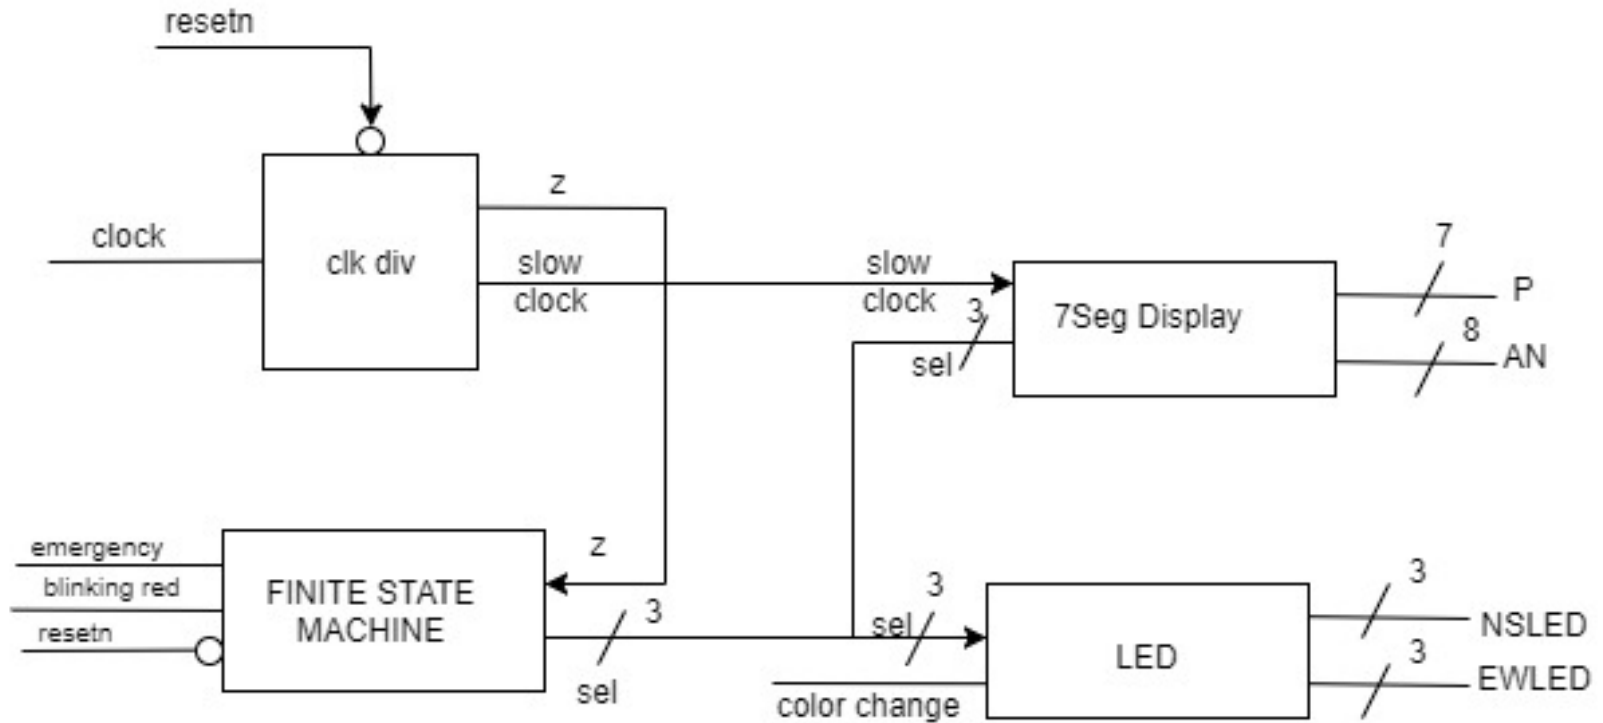 resetn
z
clock
clk div
slow
clock
slow
clock
3
sel
7Seg Display
7
P
8
AN
emergency
blinking red
resetn
FINITE STATE
MACHINE
z
3
sel
3
sel
color change
LED
3
NSLED
3
EWLED